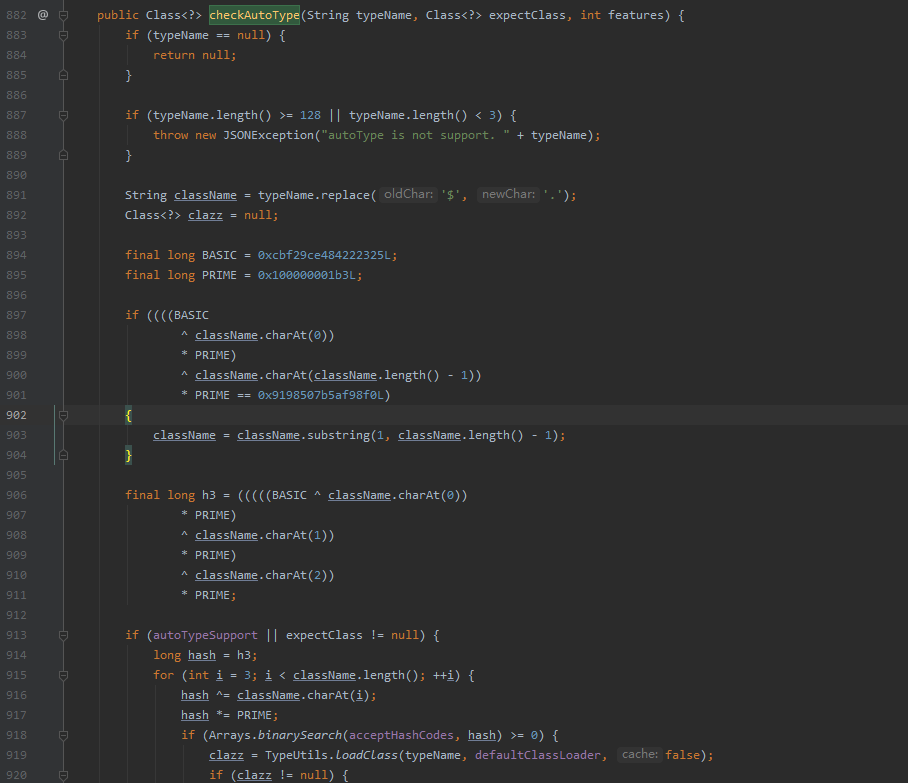 882 @ public Class<?> checkAutoType(String typeName, Class<?> expectClass, int features) {
883 if (typeName == null) {
884 return null;
885 }
886
887 if (typeName.length() >= 128 || typeName.length() < 3) {
888 throw new JSONException("autoType is not support. " + typeName);
889 }
890
891 String className = typeName.replace( oldChar: '$', newChar: '.');
892 Class<?> clazz = null;
893
894 final long BASIC = 0xcbf29ce484222325L;
895 final long PRIME = 0x100000001b3L;
896
897 if ((((BASIC
898 ^ className.charAt(0))
899 * PRIME)
900 ^ className.charAt(className.length() - 1))
901 * PRIME == 0x9198507b5af98f0L)
902 {
903 className = className.substring(1, className.length() - 1);
904 }
905
906 final long h3 = (((((BASIC ^ className.charAt(0))
907 * PRIME)
908 ^ className.charAt(1))
909 * PRIME)
910 ^ className.charAt(2))
911 * PRIME;
912
913 if (autoTypeSupport || expectClass != null) {
914 long hash = h3;
915 for (int i = 3; i < className.length(); ++i) {
916 hash ^= className.charAt(i);
917 hash *= PRIME;
918 if (Arrays.binarySearch(acceptHashCodes, hash) >= 0) {
919 clazz = TypeUtils.loadClass(typeName, defaultClassLoader, cache: false);
920 if (clazz != null) {